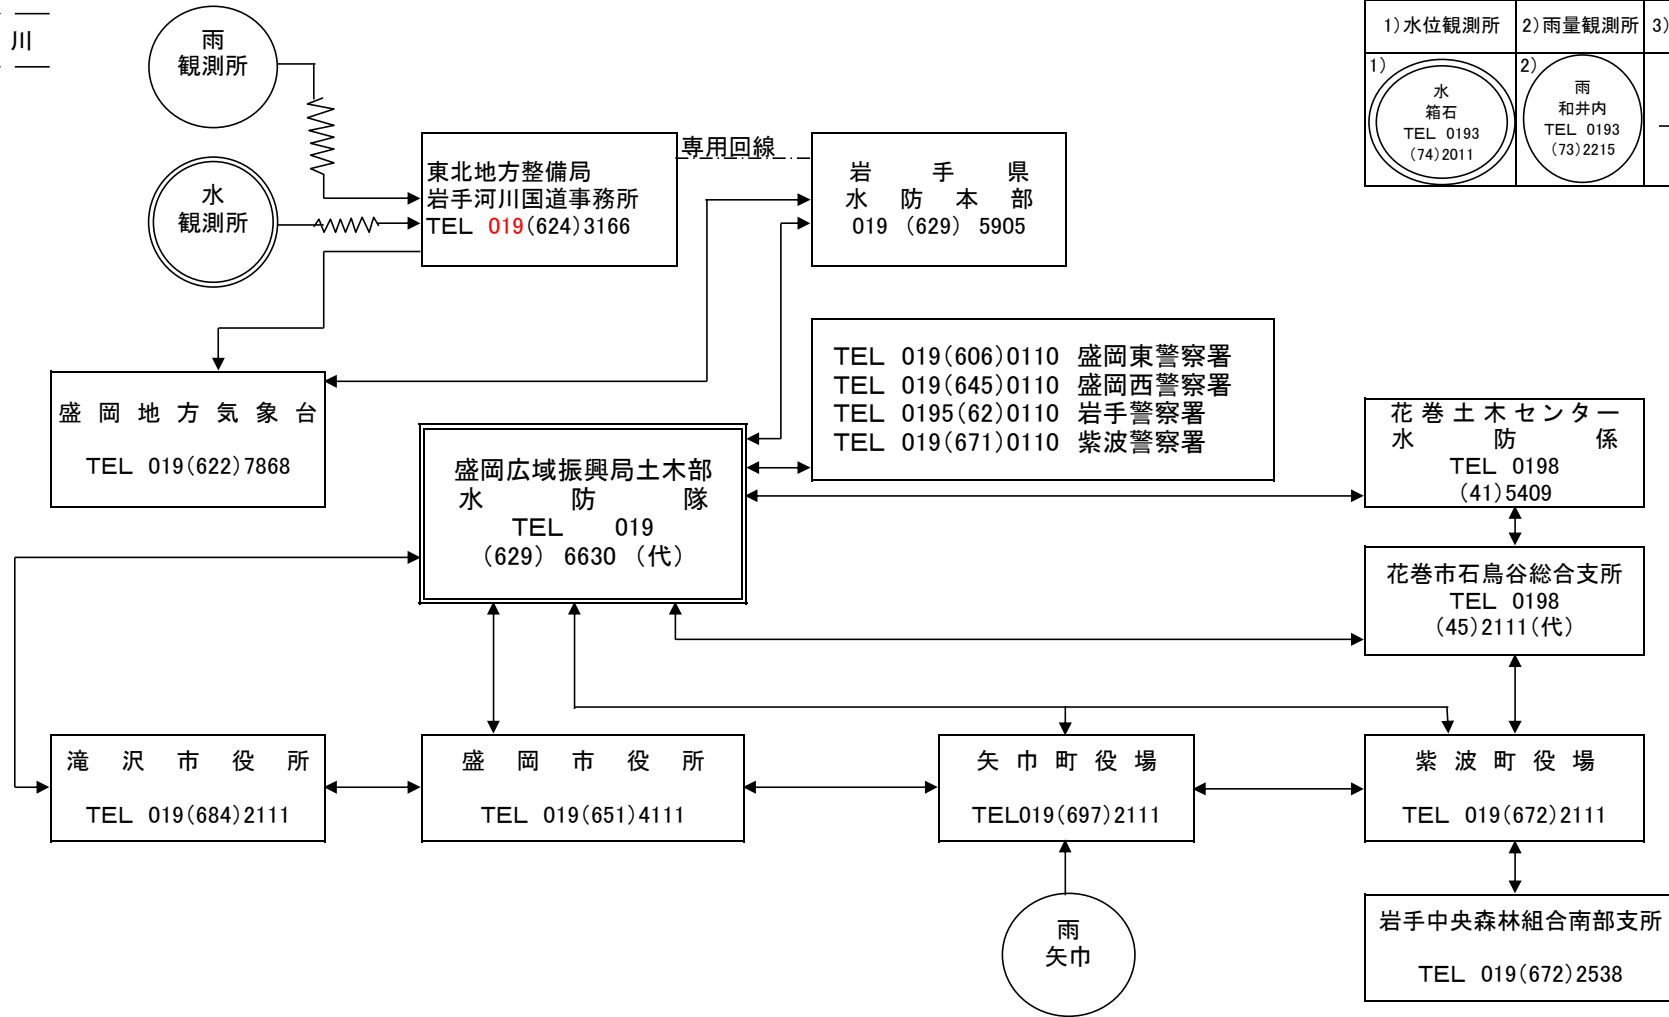 川
雨
観測所
水
観測所
東北地方整備局
岩手河川国道事務所
TEL 019(624)3166
専用回線
岩手県
水防本部
019 (629) 5905
1)水位観測所 2)雨量観測所 3)
1)
水
箱石
TEL 0193
(74)2011
2)
雨
和井内
TEL 0193
(73)2215
TEL 019(606)0110 盛岡東警察署
TEL 019(645)0110 盛岡西警察署
TEL 0195(62)0110 岩手警察署
TEL 019(671)0110 紫波警察署
盛岡地方気象台
TEL 019(622)7868
盛岡広域振興局土木部
水防隊
TEL 019
(629) 6630 (代)
花巻土木センター
水防係
TEL 0198
(41)5409
花巻市石鳥谷総合支所
TEL 0198
(45)2111(代)
滝沢市役所
TEL 019(684)2111
盛岡市役所
TEL 019(651)4111
矢巾町役場
TEL019(697)2111
紫波町役場
TEL 019(672)2111
雨
矢巾
岩手中央森林組合南部支所
TEL 019(672)2538